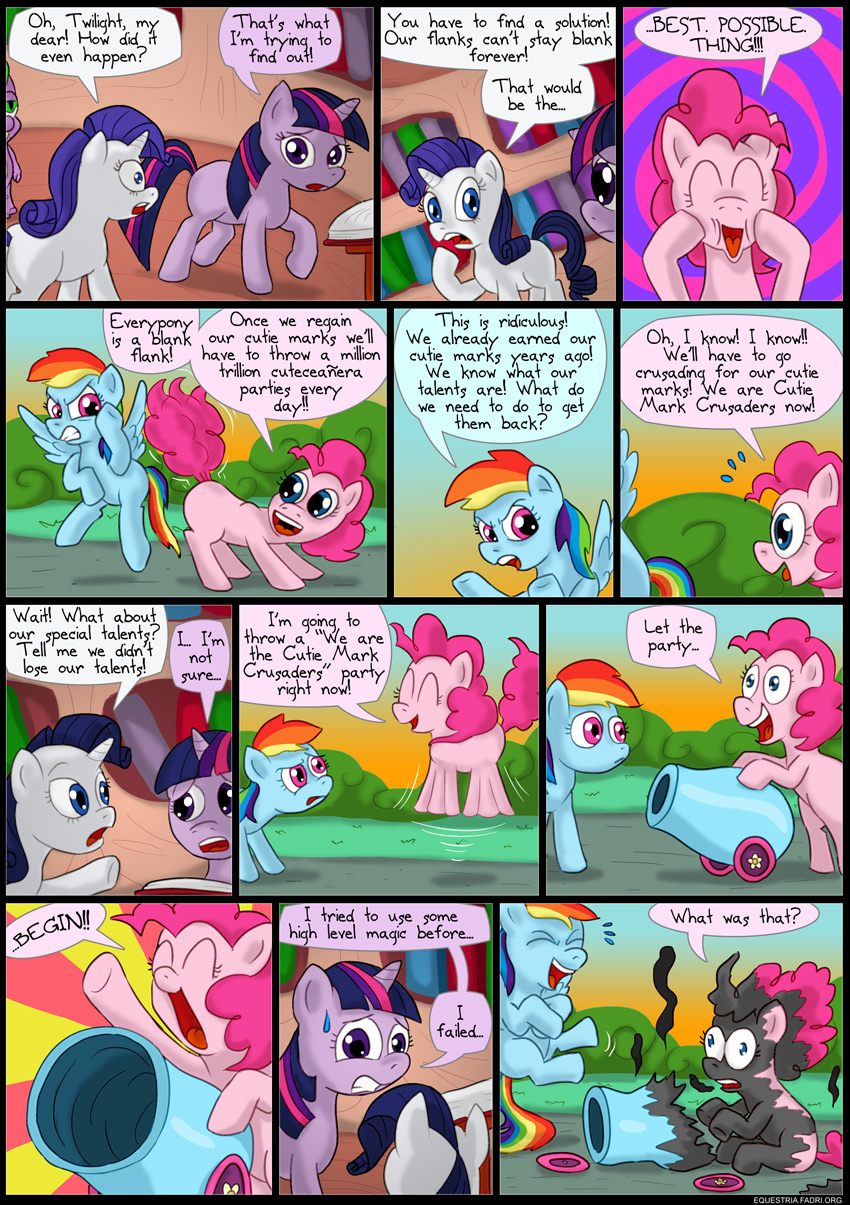 Oh, Twilight, my
dear! How did it
even happen?
That's what
I'm trying to
find out!
You have to find a solution!
Our flanks can't stay blank
forever!
That would
be the...
...BEST. POSSIBLE.
THING!!!
Everypony
is a blank
flank!
Once we regain
our cutie marks we'll
have to throw a million
trillion cuteceañera
parties every
day!!
This is ridiculous!
We already earned our
cutie marks years ago!
We know what our
talents are! What do
we need to do to get
them back?
Oh, I know! I know!!
We'll have to go
crusading for our cutie
marks! We are Cutie
Mark Crusaders now!
Wait! What about
our special talents?
Tell me we didn't
lose our talents!
I... I'm
not
sure...
I'm going to
throw a "We are
the Cutie Mark
Crusaders" party
right now!
Let the
party...
...BEGIN!!
I tried to use some
high level magic before...
I
failed...
What was that?
EQUESTRIA.FADRI.ORG